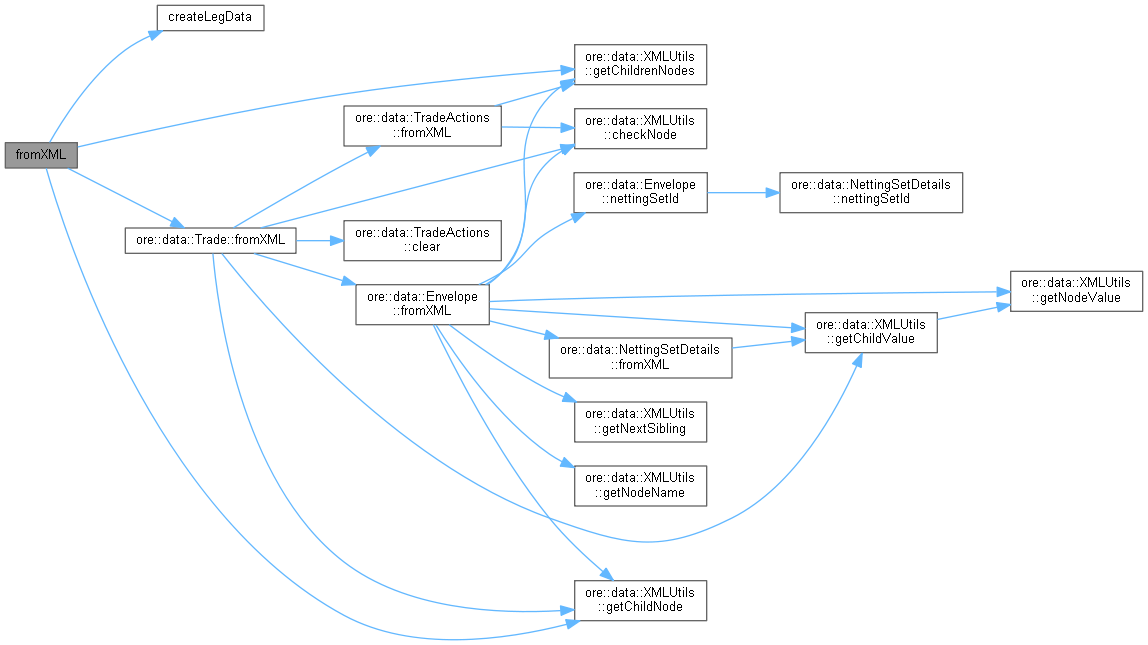 createLegData
ore::data::XMLUtils
::getChildrenNodes
ore::data::TradeActions
::fromXML
ore::data::XMLUtils
::checkNode
fromXML
ore::data::Envelope
::nettingSetId
ore::data::NettingSetDetails
::nettingSetId
ore::data::Trade::fromXML
ore::data::TradeActions
::clear
ore::data::Envelope
::fromXML
ore::data::XMLUtils
::getNodeValue
ore::data::XMLUtils
::getChildValue
ore::data::NettingSetDetails
::fromXML
ore::data::XMLUtils
::getNextSibling
ore::data::XMLUtils
::getNodeName
ore::data::XMLUtils
::getChildNode